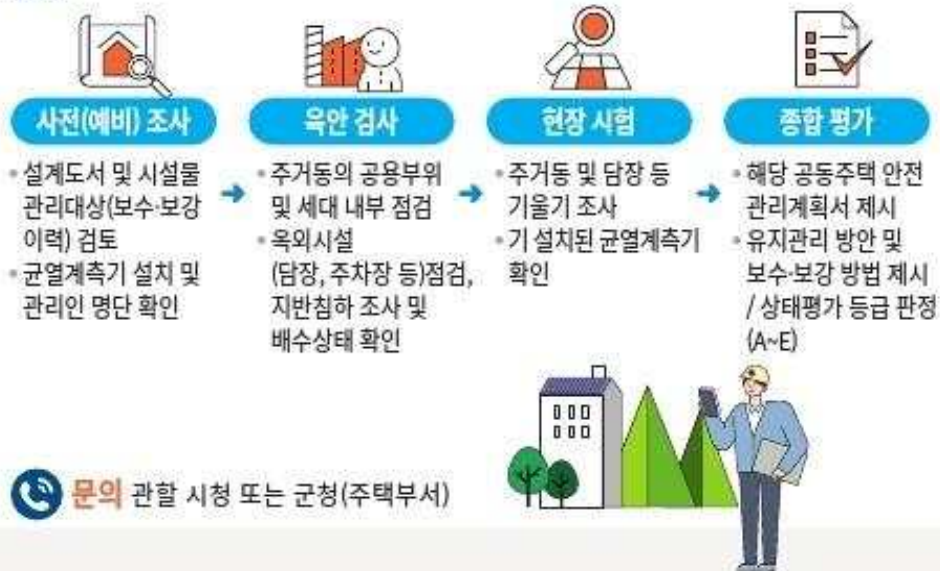 사전(예비) 조사
• 설계도서 및 시설물
관리대상(보수·보강
이력) 검토
• 균열계측기 설치 및
관리인 명단 확인
육안 검사
• 주거동의 공용부위
및 세대 내부 점검
• 옥외시설
(담장, 주차장 등)점검,
지반침하 조사 및
배수상태 확인
현장 시험
• 주거동 및 담장 등
기울기 조사
• 기 설치된 균열계측기
확인
종합 평가
• 해당 공동주택 안전
관리계획서 제시
• 유지관리 방안 및
보수·보강 방법 제시
/ 상태평가 등급 판정
(A~E)
문의 관할 시청 또는 군청(주택부서)